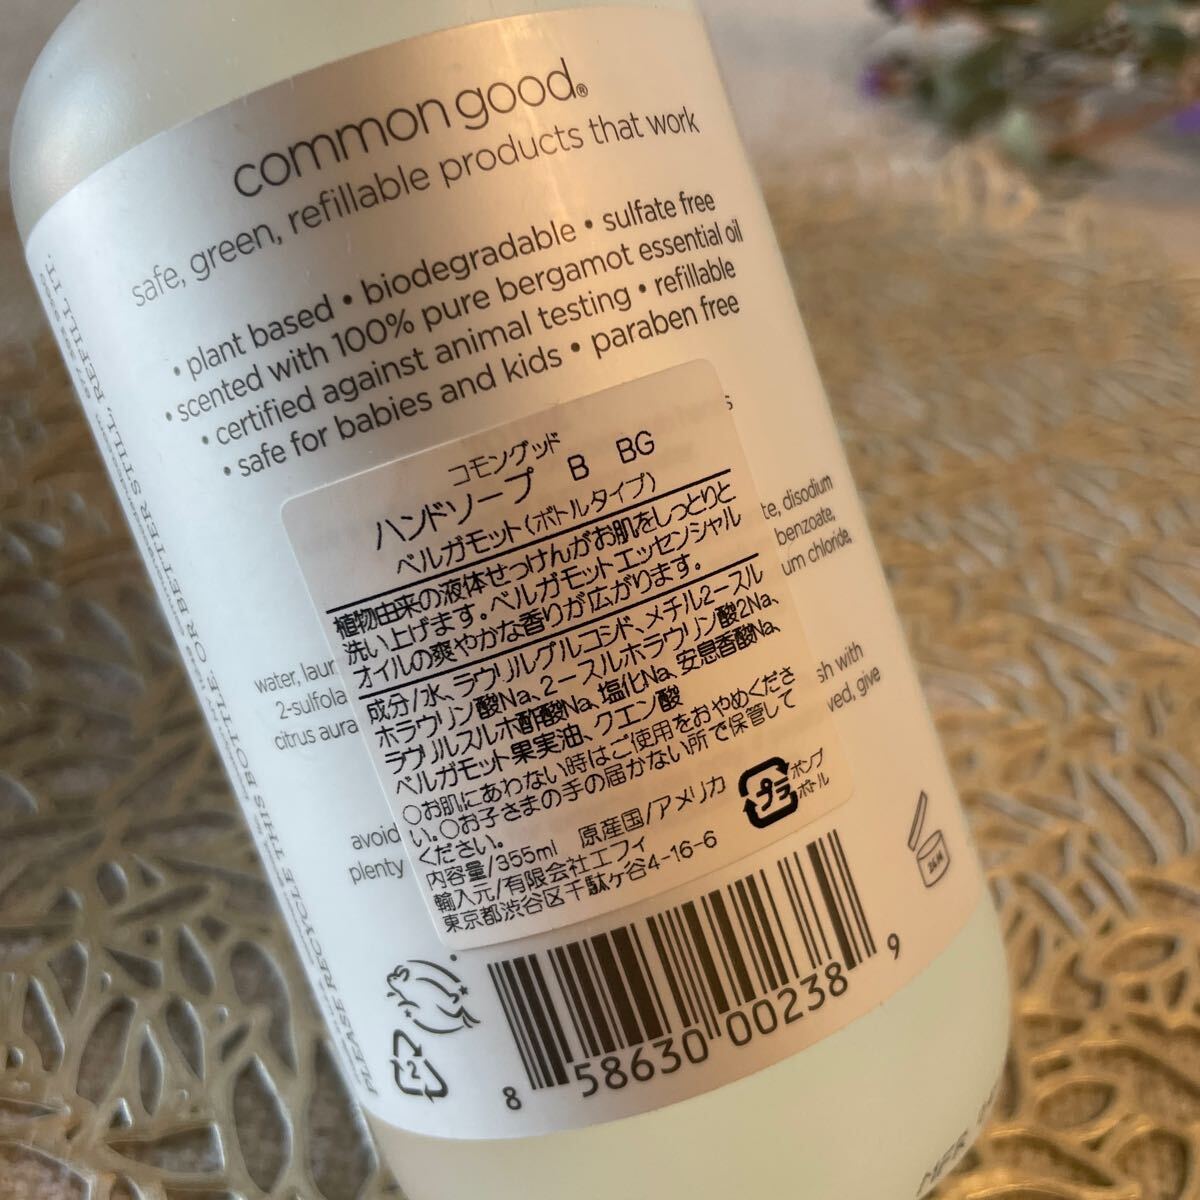 common good®
safe, green, refillable products that work
• plant based • biodegradable • sulfate free
• scented with 100% pure bergamot essential oil
• certified against animal testing • refillable
• safe for babies and kids • paraben free
コモングッド
ハンドソープ B BG
ベルガモット(ボトルタイプ)
植物由来の液体せっけんがお肌をしっとりと
洗い上げます。ベルガモットエッセンシャル
オイルの爽やかな香りが広がります。
成分/水、ラウリルグルコシド、メチル2ースル
ホラウリン酸Na、2ースルホラウリン酸2Na、
ラウリルスルホ酢酸Na、塩化Na、安息香酸Na、
ベルガモット果実油、クエン酸
○お肌にあわない時はご使用をおやめくださ
い。○お子さまの手の届かない所で保管して
ください。
内容量/355ml 原産国/アメリカ
輸入元/有限会社エフィ
東京都渋谷区千駄ヶ谷4-16-6
プラ
ポンプ
ボトル
te, disodium
benzoate,
um chloride,
water, laur
2-sulfola
citrus aura
sh with
ved, give
avoid
plenty
PLEASE RECYCLE THIS BOTTLE, OR BETTER STILL, REFILL IT.
36M
2
8 58630 00238 9